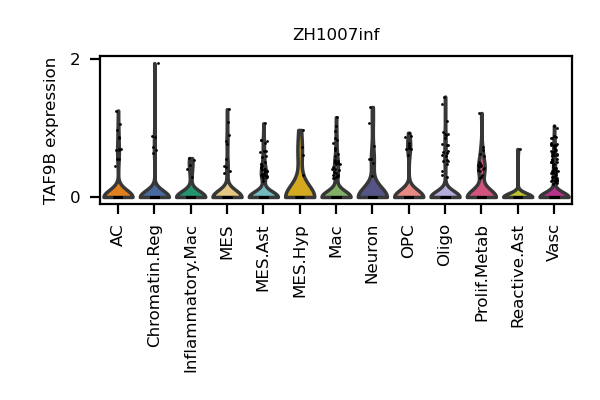 ZH1007inf
TAF9B expression
2
0
AC
Chromatin.Reg
Inflammatory.Mac
MES
MES.Ast
MES.Hyp
Mac
Neuron
OPC
Oligo
Prolif.Metab
Reactive.Ast
Vasc